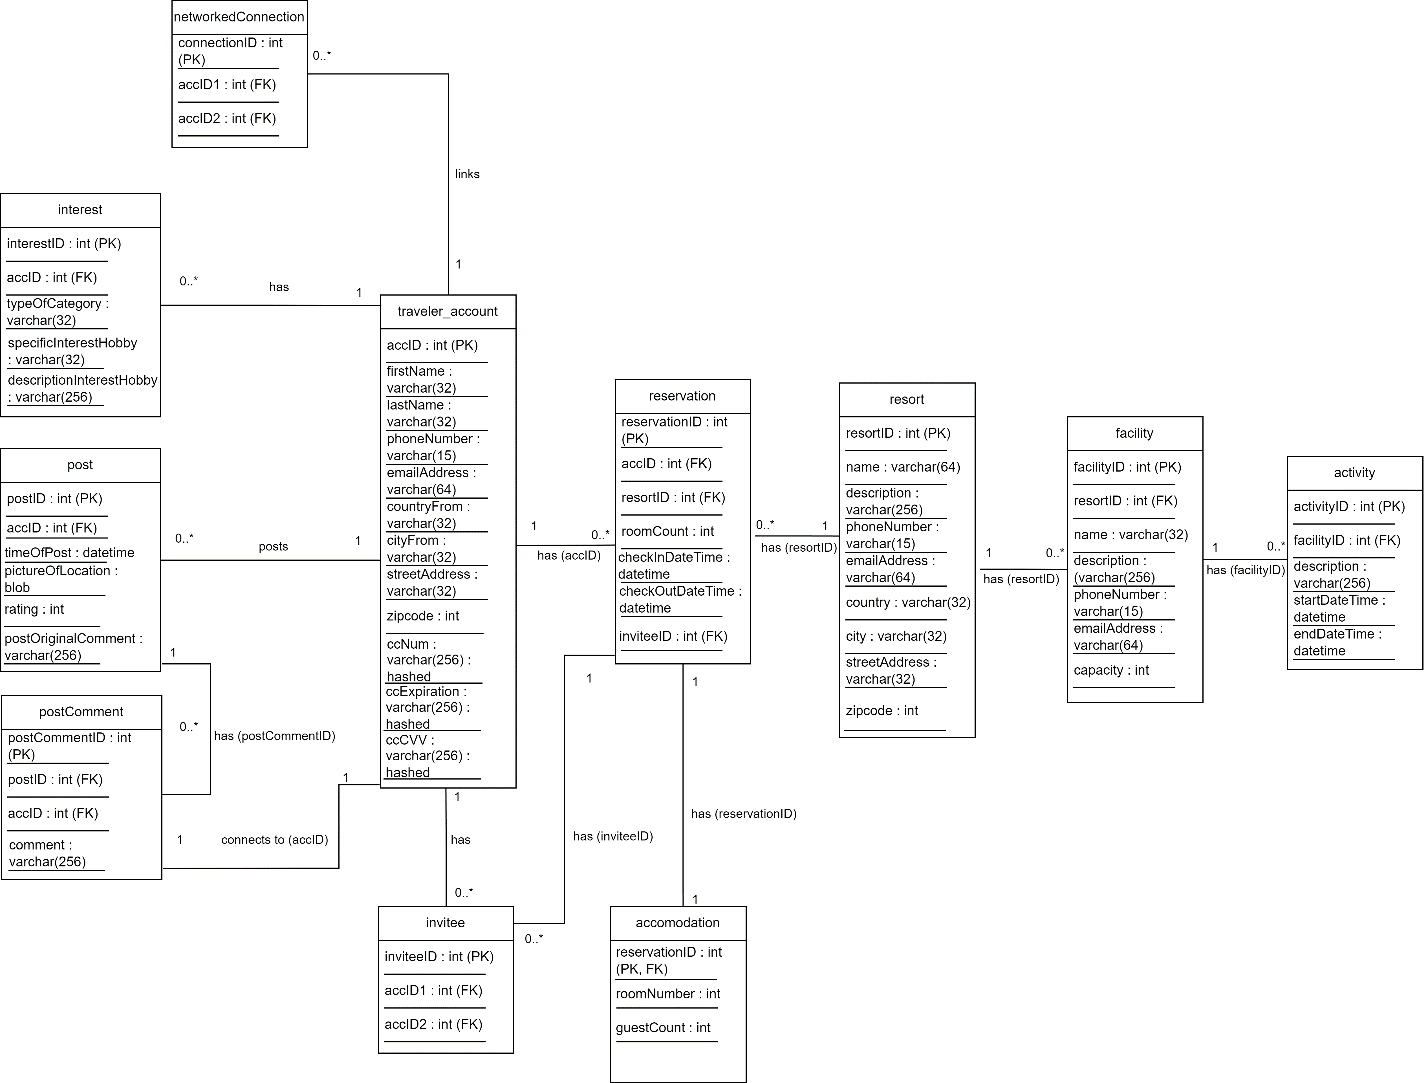 networkedConnection
connectionID : int
(PK)
accID1 : int (FK)
accID2 : int (FK)
0..*
links
1
interest
interestID : int (PK)
accID : int (FK)
typeOfCategory :
varchar(32)
specificInterestHobby
: varchar(32)
descriptionInterestHobby
: varchar(256)
0..*
has
1
post
postID : int (PK)
accID : int (FK)
timeOfPost : datetime
pictureOfLocation :
blob
rating : int
postOriginalComment :
varchar(256)
0..*
posts
1
1
0..*
has (postCommentID)
postComment
postCommentID : int
(PK)
postID : int (FK)
accID : int (FK)
comment :
varchar(256)
1
connects to (accID)
1
traveler_account
accID : int (PK)
firstName :
varchar(32)
lastName :
varchar(32)
phoneNumber :
varchar(15)
emailAddress :
varchar(64)
countryFrom :
varchar(32)
cityFrom :
varchar(32)
streetAddress :
varchar(32)
zipcode : int
ccNum :
varchar(256) :
hashed
ccExpiration :
varchar(256) :
hashed
ccCVV :
varchar(256) :
hashed
1
has
0..*
invitee
inviteeID : int (PK)
accID1 : int (FK)
accID2 : int (FK)
0..*
has (inviteeID)
1
1
has (accID)
0..*
reservation
reservationID : int
(PK)
accID : int (FK)
resortID : int (FK)
roomCount : int
checkInDateTime :
datetime
checkOutDateTime :
datetime
inviteeID : int (FK)
1
has (reservationID)
1
accomodation
reservationID : int
(PK, FK)
roomNumber : int
guestCount : int
0..*
has (resortID)
1
resort
resortID : int (PK)
name : varchar(64)
description :
varchar(256)
phoneNumber :
varchar(15)
emailAddress :
varchar(64)
country : varchar(32)
city : varchar(32)
streetAddress :
varchar(32)
zipcode : int
1
has (resortID)
0..*
facility
facilityID : int (PK)
resortID : int (FK)
name : varchar(32)
description :
(varchar(256)
phoneNumber :
varchar(15)
emailAddress :
varchar(64)
capacity : int
1
has (facilityID)
0..*
activity
activityID : int (PK)
facilityID : int (FK)
description :
varchar(256)
startDateTime :
datetime
endDateTime :
datetime